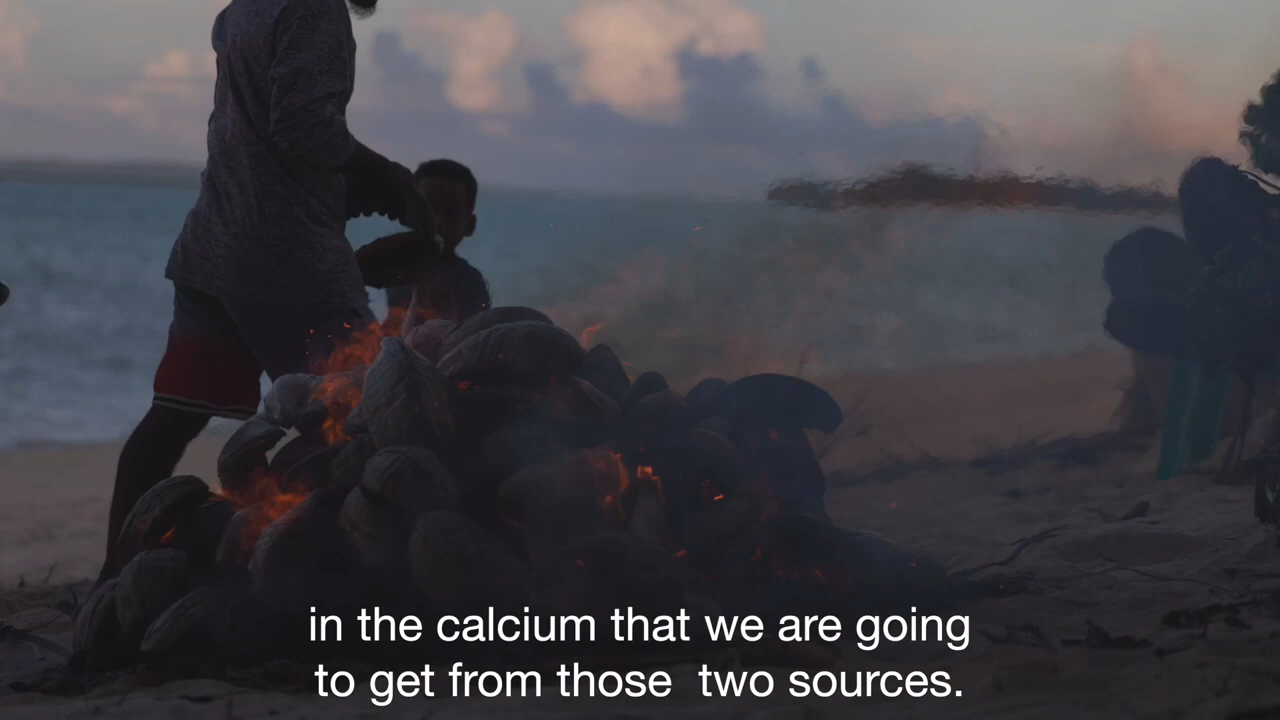 in the calcium that we are going
to get from those  two sources.